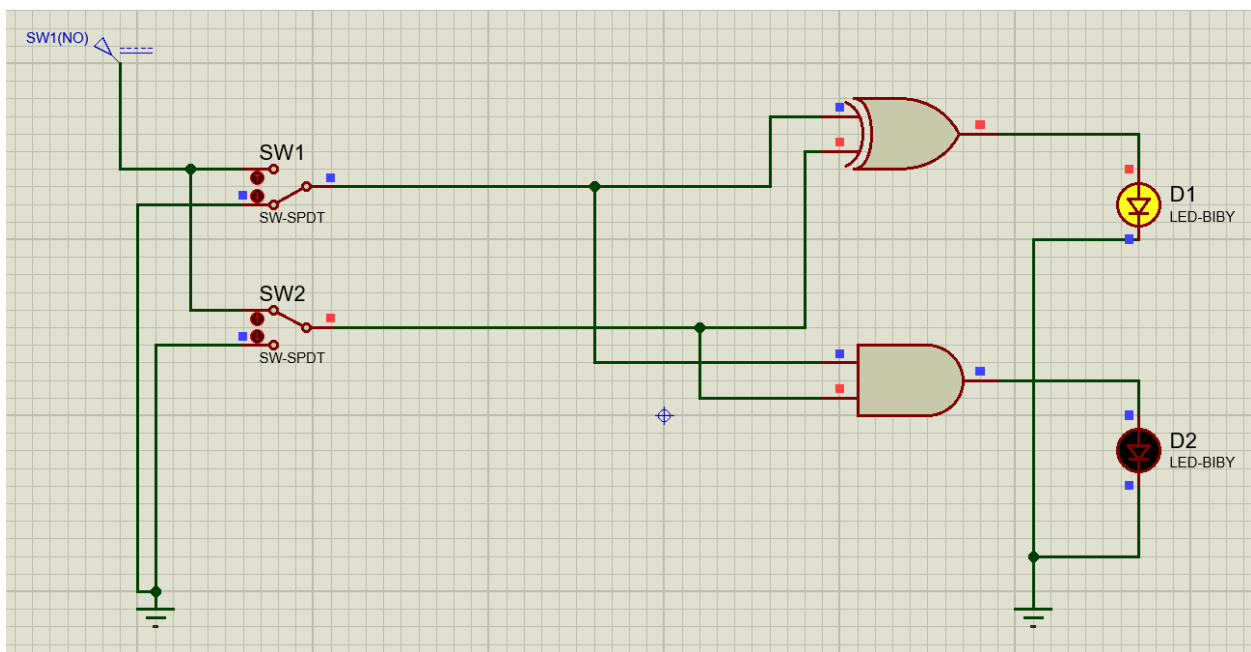 SW1(NO)
SW1
SW-SPDT
SW2
SW-SPDT
D1
LED-BIBY
D2
LED-BIBY